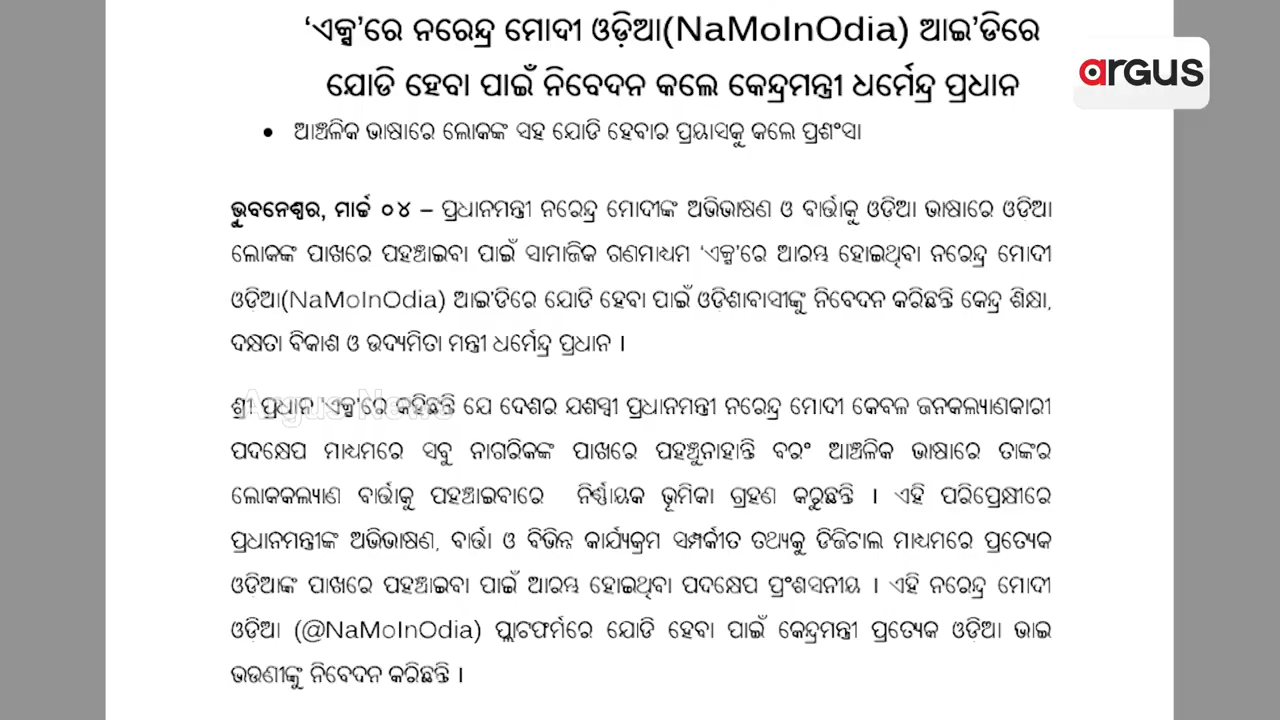 ‘ଏକ୍ସ’ରେ ନରେନ୍ଦ୍ର ମୋଦୀ ଓଡ଼ିଆ(NaMoInOdia) ଆଇ’ଡିରେ
ଯୋଡି ହେବା ପାଇଁ ନିବେଦନ କଲେ କେନ୍ଦ୍ରମନ୍ତ୍ରୀ ଧର୍ମେନ୍ଦ୍ର ପ୍ରଧାନ
argus
• ଆଞ୍ଚଳିକ ଭାଷାରେ ଲୋକଙ୍କ ସହ ଯୋଡି ହେବାର ପ୍ରୟାସକୁ କଲେ ପ୍ରଶଂସା
ଭୁବନେଶ୍ୱର, ମାର୍ଚ୍ଚ ୦୪ – ପ୍ରଧାନମନ୍ତ୍ରୀ ନରେନ୍ଦ୍ର ମୋଦୀଙ୍କ ଅଭିଭାଷଣ ଓ ବାର୍ତ୍ତାକୁ ଓଡ଼ିଆ ଭାଷାରେ ଓଡ଼ିଆ
ଲୋକଙ୍କ ପାଖରେ ପହଞ୍ଚାଇବା ପାଇଁ ସାମାଜିକ ଗଣମାଧ୍ୟମ ‘ଏକ୍ସ’ରେ ଆରମ୍ଭ ହୋଇଥିବା ନରେନ୍ଦ୍ର ମୋଦୀ
ଓଡ଼ିଆ(NaMoInOdia) ଆଇ’ଡିରେ ଯୋଡି ହେବା ପାଇଁ ଓଡ଼ିଶାବାସୀଙ୍କୁ ନିବେଦନ କରିଛନ୍ତି କେନ୍ଦ୍ର ଶିକ୍ଷା,
ଦକ୍ଷତା ବିକାଶ ଓ ଉଦ୍ୟମିତା ମନ୍ତ୍ରୀ ଧର୍ମେନ୍ଦ୍ର ପ୍ରଧାନ ।
Argus News
ଶ୍ରୀ ପ୍ରଧାନ ‘ଏକ୍ସ’ରେ କହିଛନ୍ତି ଯେ ଦେଶର ଯଶସ୍ୱୀ ପ୍ରଧାନମନ୍ତ୍ରୀ ନରେନ୍ଦ୍ର ମୋଦୀ କେବଳ ଜନକଲ୍ୟାଣକାରୀ
ପଦକ୍ଷେପ ମାଧ୍ୟମରେ ସବୁ ନାଗରିକଙ୍କ ପାଖରେ ପହଞ୍ଚୁନାହାନ୍ତି ବରଂ ଆଞ୍ଚଳିକ ଭାଷାରେ ତାଙ୍କର
ଲୋକକଲ୍ୟାଣ ବାର୍ତ୍ତାକୁ ପହଞ୍ଚାଇବାରେ ନିର୍ଣ୍ଣାୟକ ଭୂମିକା ଗ୍ରହଣ କରୁଛନ୍ତି । ଏହି ପରିପ୍ରେକ୍ଷୀରେ
ପ୍ରଧାନମନ୍ତ୍ରୀଙ୍କ ଅଭିଭାଷଣ, ବାର୍ତ୍ତା ଓ ବିଭିନ୍ନ କାର୍ଯ୍ୟକ୍ରମ ସମ୍ପର୍କୀତ ତଥ୍ୟକୁ ଡିଜିଟାଲ ମାଧ୍ୟମରେ ପ୍ରତ୍ୟେକ
ଓଡ଼ିଆଙ୍କ ପାଖରେ ପହଞ୍ଚାଇବା ପାଇଁ ଆରମ୍ଭ ହୋଇଥିବା ପଦକ୍ଷେପ ପ୍ରଂଶସନୀୟ । ଏହି ନରେନ୍ଦ୍ର ମୋଦୀ
ଓଡ଼ିଆ (@NaMoInOdia) ପ୍ଲାଟଫର୍ମରେ ଯୋଡି ହେବା ପାଇଁ କେନ୍ଦ୍ରମନ୍ତ୍ରୀ ପ୍ରତ୍ୟେକ ଓଡ଼ିଆ ଭାଇ
ଭଉଣୀଙ୍କୁ ନିବେଦନ କରିଛନ୍ତି ।